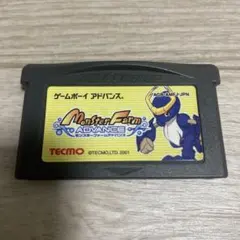 ゲームボーイ アドバンス®
Monster Farm
ADVANCE
モンスターファームアドバンス
TECMO
©TECMO,LTD. 2001